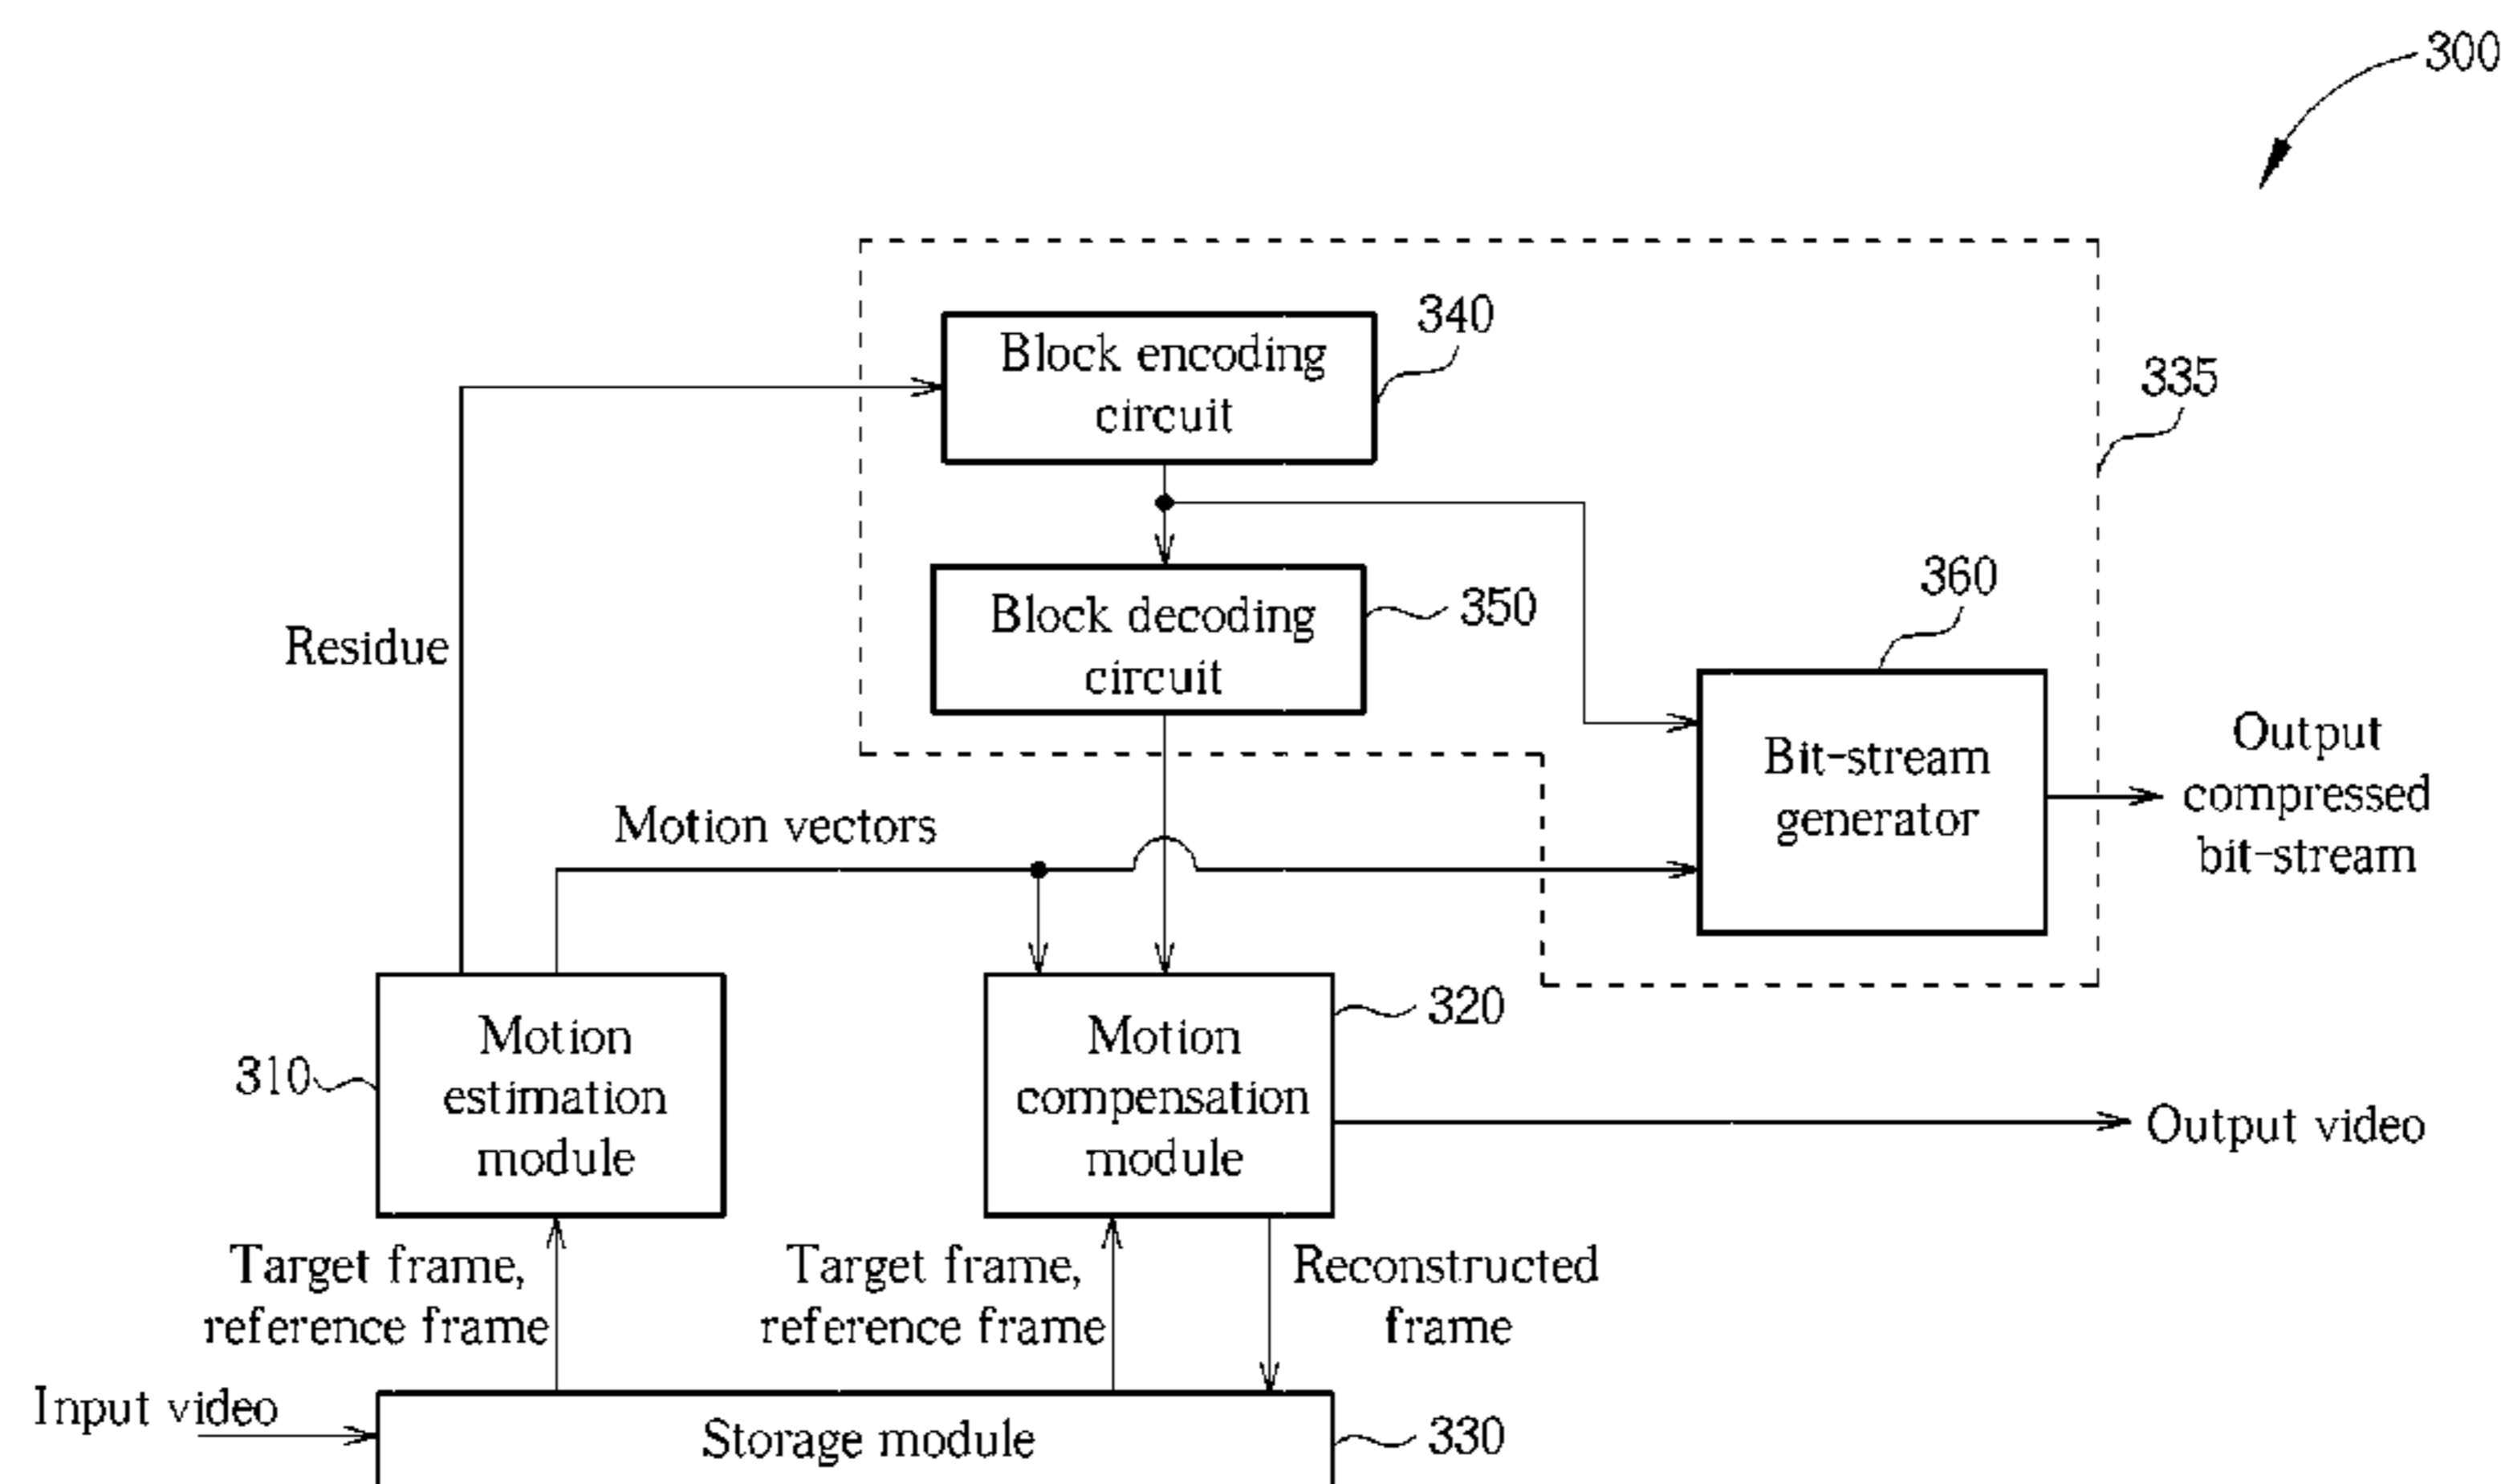 300
Block encoding
circuit
340
335
Block decoding
circuit
350
360
Residue
Bit-stream
generator
Output
compressed
bit-stream
Motion vectors
310
Motion
estimation
module
Motion
compensation
module
320
Output video
Target frame,
reference frame
Target frame,
reference frame
Reconstructed
frame
Input video
Storage module
330